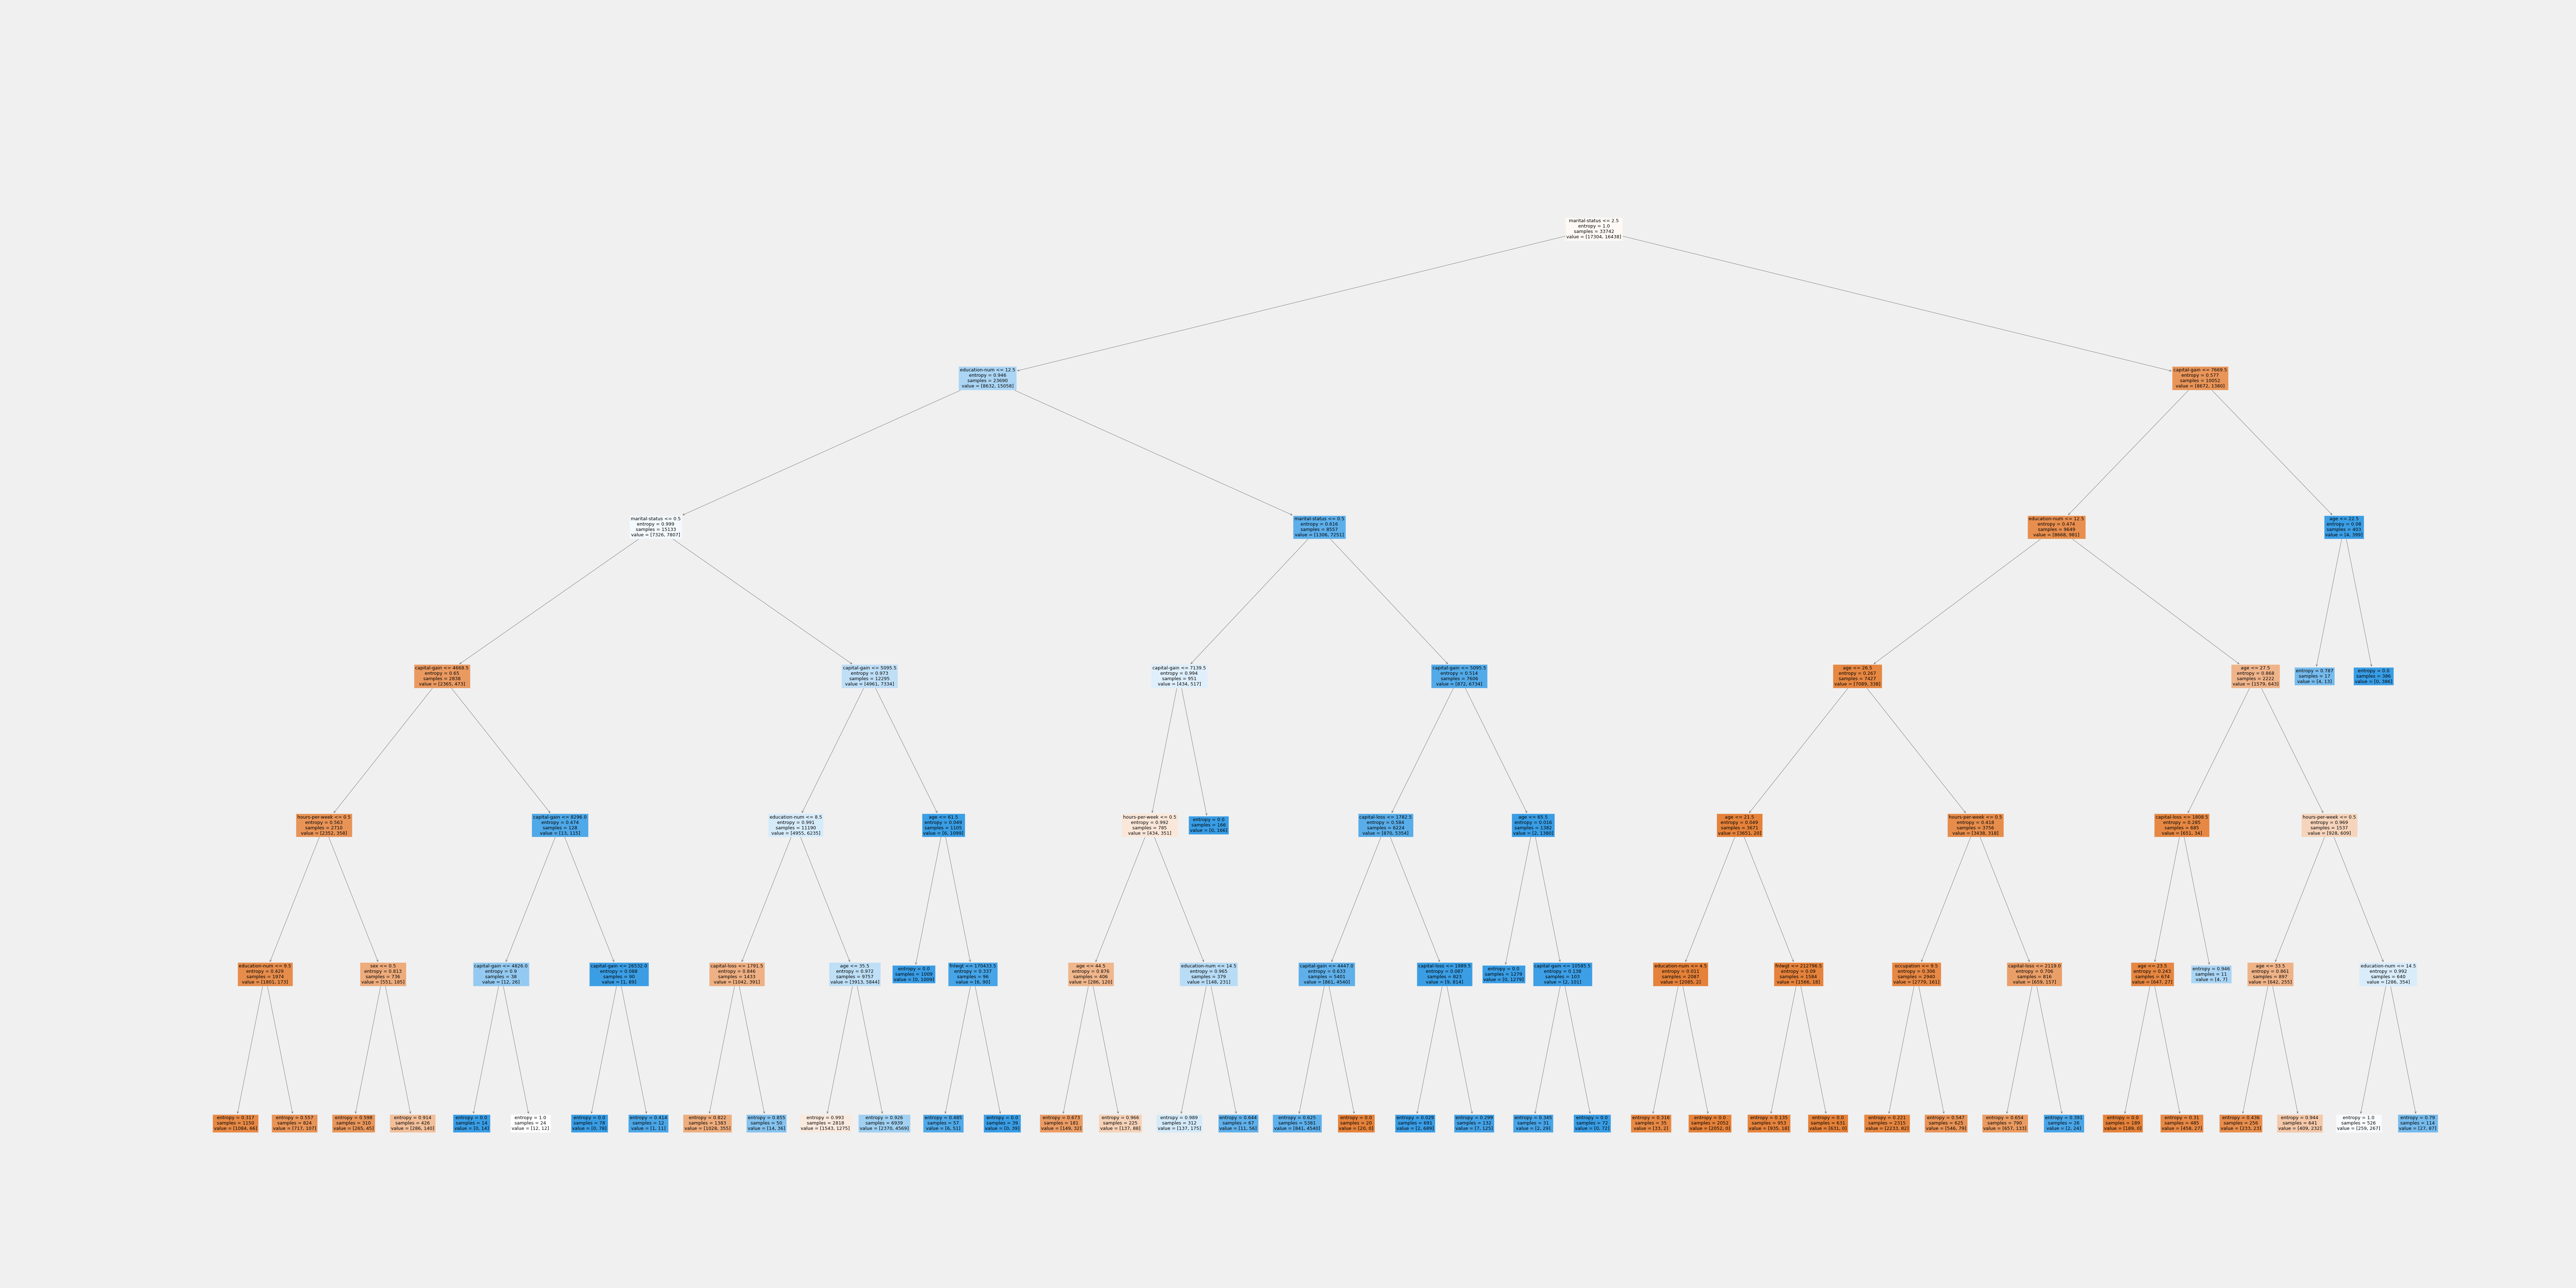 marital-status <= 2.5
entropy = 1.0
samples = 33742
value = [17304, 16438]
education-num <= 12.5
entropy = 0.946
samples = 23690
value = [8632, 15058]
capital-gain <= 7669.5
entropy = 0.577
samples = 10052
value = [8672, 1380]
marital-status <= 0.5
entropy = 0.999
samples = 15133
value = [7326, 7807]
marital-status <= 0.5
entropy = 0.616
samples = 8557
value = [1306, 7251]
education-num <= 12.5
entropy = 0.474
samples = 9649
value = [8668, 981]
age <= 22.5
entropy = 0.08
samples = 403
value = [4, 399]
capital-gain <= 4668.5
entropy = 0.65
samples = 2838
value = [2365, 473]
capital-gain <= 5095.5
entropy = 0.973
samples = 12295
value = [4961, 7334]
capital-gain <= 7139.5
entropy = 0.994
samples = 951
value = [434, 517]
capital-gain <= 5095.5
entropy = 0.514
samples = 7606
value = [872, 6734]
age <= 26.5
entropy = 0.267
samples = 7427
value = [7089, 338]
age <= 27.5
entropy = 0.868
samples = 2222
value = [1579, 643]
entropy = 0.787
samples = 17
value = [4, 13]
entropy = 0.0
samples = 386
value = [0, 386]
hours-per-week <= 0.5
entropy = 0.563
samples = 2710
value = [2352, 358]
capital-gain <= 8296.0
entropy = 0.474
samples = 128
value = [13, 115]
education-num <= 8.5
entropy = 0.991
samples = 11190
value = [4955, 6235]
age <= 61.5
entropy = 0.049
samples = 1105
value = [6, 1099]
hours-per-week <= 0.5
entropy = 0.992
samples = 785
value = [434, 351]
entropy = 0.0
samples = 166
value = [0, 166]
capital-loss <= 1782.5
entropy = 0.584
samples = 6224
value = [870, 5354]
age <= 60.5
entropy = 0.016
samples = 1382
value = [2, 1380]
age <= 21.5
entropy = 0.049
samples = 3671
value = [3651, 20]
hours-per-week <= 0.5
entropy = 0.418
samples = 3756
value = [3438, 318]
capital-loss <= 1808.5
entropy = 0.285
samples = 685
value = [651, 34]
hours-per-week <= 0.5
entropy = 0.969
samples = 1537
value = [928, 609]
education-num <= 9.5
entropy = 0.429
samples = 1974
value = [1801, 173]
sex <= 0.5
entropy = 0.813
samples = 736
value = [551, 185]
capital-gain <= 4826.0
entropy = 0.9
samples = 38
value = [12, 26]
capital-gain <= 26532.0
entropy = 0.088
samples = 90
value = [1, 89]
capital-loss <= 1791.5
entropy = 0.846
samples = 1433
value = [1042, 391]
age <= 35.5
entropy = 0.972
samples = 9757
value = [3913, 5844]
entropy = 0.0
samples = 1009
value = [0, 1009]
fnlegt <= 170433.5
entropy = 0.337
samples = 96
value = [6, 90]
age <= 44.5
entropy = 0.876
samples = 406
value = [286, 120]
education-num <= 14.5
entropy = 0.965
samples = 379
value = [148, 231]
capital-gain <= 4447.0
entropy = 0.633
samples = 5401
value = [861, 4540]
capital-loss <= 1989.5
entropy = 0.087
samples = 823
value = [9, 814]
entropy = 0.0
samples = 1279
value = [0, 1279]
capital-gain <= 10585.5
entropy = 0.138
samples = 103
value = [2, 101]
education-num <= 4.5
entropy = 0.011
samples = 2087
value = [2085, 2]
fnlegt <= 212796.5
entropy = 0.09
samples = 1584
value = [1566, 18]
occupation <= 9.5
entropy = 0.306
samples = 2940
value = [2779, 161]
capital-loss <= 2119.0
entropy = 0.706
samples = 816
value = [659, 157]
age <= 23.5
entropy = 0.243
samples = 674
value = [647, 27]
entropy = 0.946
samples = 11
value = [4, 7]
age <= 33.5
entropy = 0.861
samples = 897
value = [642, 255]
education-num <= 14.5
entropy = 0.992
samples = 640
value = [286, 354]
entropy = 0.317
samples = 1150
value = [1084, 66]
entropy = 0.557
samples = 824
value = [717, 107]
entropy = 0.598
samples = 310
value = [265, 45]
entropy = 0.914
samples = 426
value = [286, 140]
entropy = 0.0
samples = 14
value = [0, 14]
entropy = 1.0
samples = 24
value = [12, 12]
entropy = 0.0
samples = 78
value = [0, 78]
entropy = 0.414
samples = 12
value = [1, 11]
entropy = 0.822
samples = 1383
value = [1028, 355]
entropy = 0.855
samples = 50
value = [14, 36]
entropy = 0.993
samples = 2818
value = [1543, 1275]
entropy = 0.926
samples = 6939
value = [2370, 4569]
entropy = 0.485
samples = 57
value = [6, 51]
entropy = 0.0
samples = 39
value = [0, 39]
entropy = 0.673
samples = 181
value = [149, 32]
entropy = 0.966
samples = 225
value = [137, 88]
entropy = 0.989
samples = 312
value = [137, 175]
entropy = 0.644
samples = 67
value = [11, 56]
entropy = 0.625
samples = 5381
value = [841, 4540]
entropy = 0.0
samples = 20
value = [20, 0]
entropy = 0.029
samples = 691
value = [2, 689]
entropy = 0.299
samples = 132
value = [7, 125]
entropy = 0.345
samples = 31
value = [2, 29]
entropy = 0.0
samples = 72
value = [0, 72]
entropy = 0.316
samples = 35
value = [33, 2]
entropy = 0.0
samples = 2052
value = [2052, 0]
entropy = 0.135
samples = 953
value = [935, 18]
entropy = 0.0
samples = 631
value = [631, 0]
entropy = 0.221
samples = 2315
value = [2233, 82]
entropy = 0.547
samples = 625
value = [546, 79]
entropy = 0.654
samples = 790
value = [657, 133]
entropy = 0.391
samples = 26
value = [2, 24]
entropy = 0.0
samples = 189
value = [189, 0]
entropy = 0.31
samples = 485
value = [458, 27]
entropy = 0.436
samples = 256
value = [233, 23]
entropy = 0.944
samples = 641
value = [409, 232]
entropy = 1.0
samples = 526
value = [259, 267]
entropy = 0.79
samples = 114
value = [27, 87]